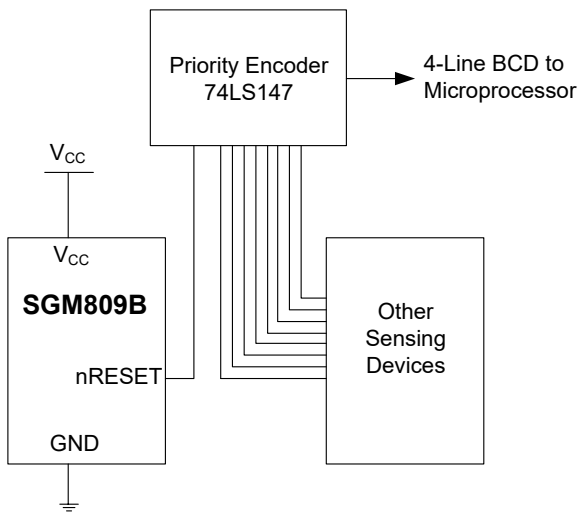 Priority Encoder
74LS147
4-Line BCD to
Microprocessor
VCC
VCC
SGM809B
nRESET
GND
Other
Sensing
Devices